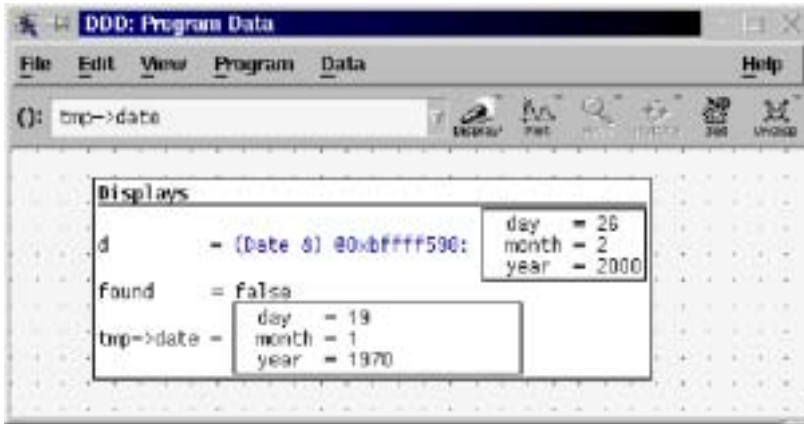 DDD: Program Data
File Edit View Program Data Help
(): tmp->date Display Plot Set Undisp
Displays
d = (Date &) @0xbffff590:
day = 26
month = 2
year = 2000
found = false
tmp->date =
day = 19
month = 1
year = 1970